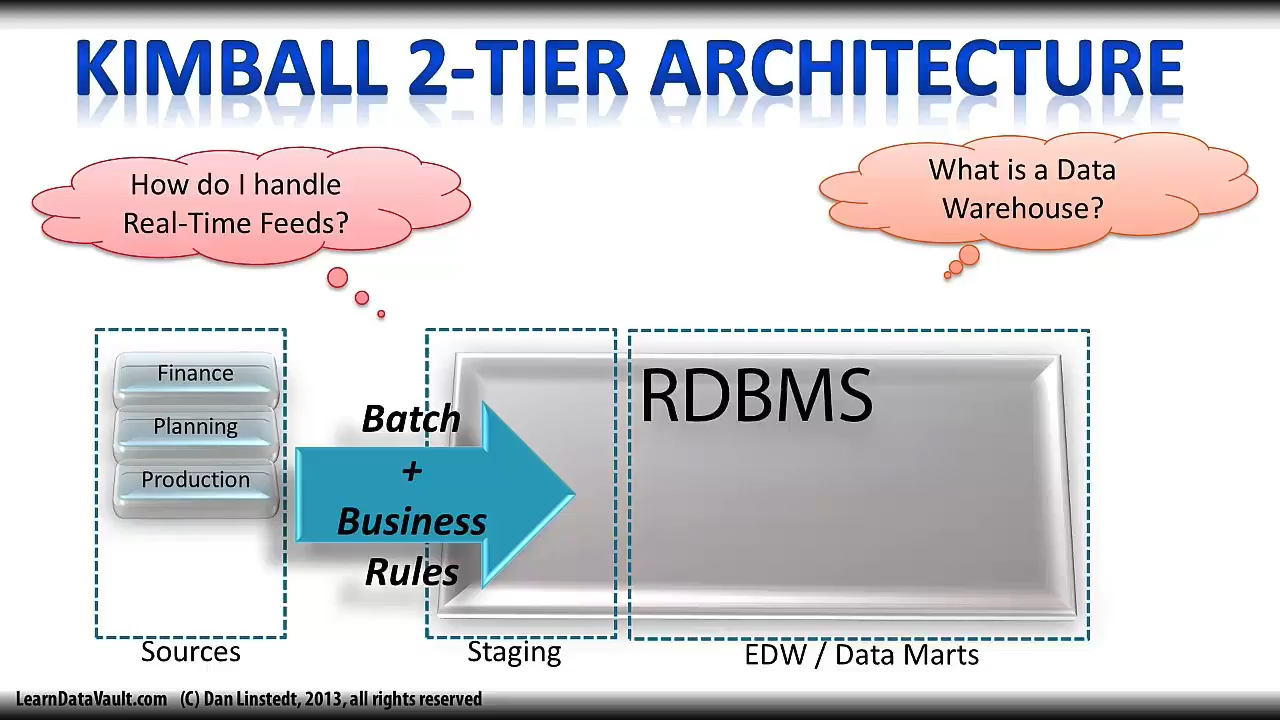 KIMBALL 2-TIER ARCHITECTURE
How do I handle
Real-Time Feeds?
What is a Data
Warehouse?
Finance
Planning
Production
Batch
+
Business
Rules
RDBMS
Sources
Staging
EDW / Data Marts
LearnDataVault.com (C) Dan Linstedt, 2013, all rights reserved